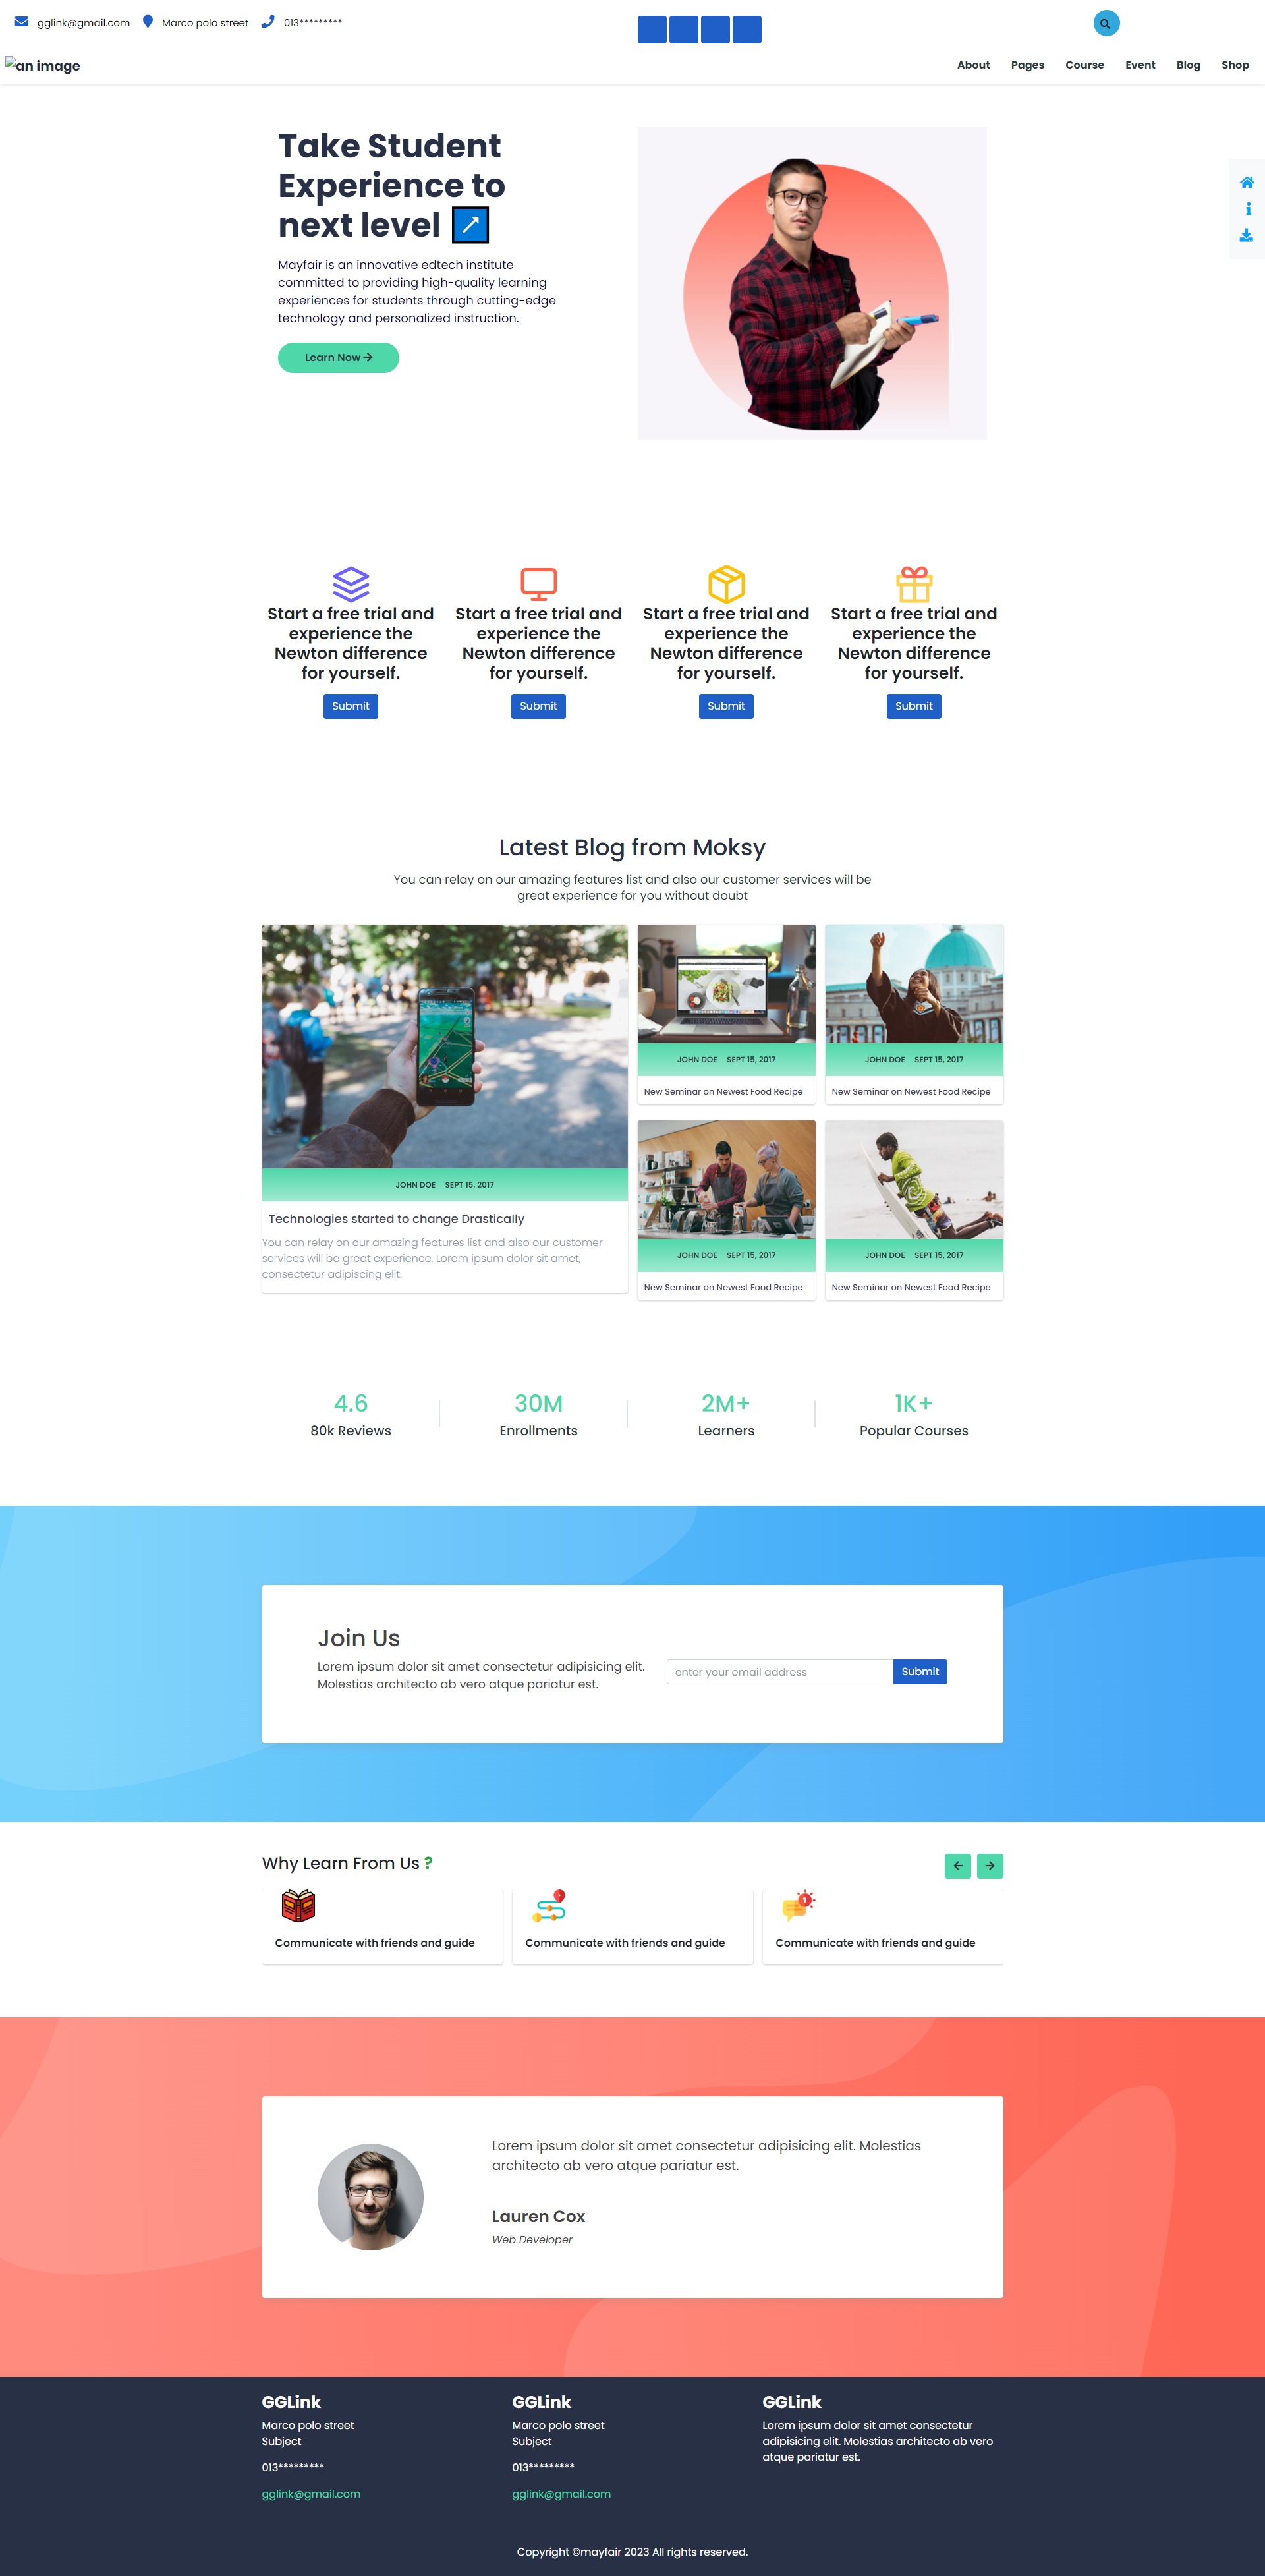 gglink@gmail.com Marco polo street 013*********
an image
About Pages Course Event Blog Shop
Take Student
Experience to
next level
Mayfair is an innovative edtech institute
committed to providing high-quality learning
experiences for students through cutting-edge
technology and personalized instruction.
Learn Now
Start a free trial and
experience the
Newton difference
for yourself.
Submit
Start a free trial and
experience the
Newton difference
for yourself.
Submit
Start a free trial and
experience the
Newton difference
for yourself.
Submit
Start a free trial and
experience the
Newton difference
for yourself.
Submit
Latest Blog from Moksy
You can relay on our amazing features list and also our customer services will be
great experience for you without doubt
JOHN DOE SEPT 15, 2017
Technologies started to change Drastically
You can relay on our amazing features list and also our customer
services will be great experience. Lorem ipsum dolor sit amet,
consectetur adipiscing elit.
JOHN DOE SEPT 15, 2017
New Seminar on Newest Food Recipe
JOHN DOE SEPT 15, 2017
New Seminar on Newest Food Recipe
JOHN DOE SEPT 15, 2017
New Seminar on Newest Food Recipe
JOHN DOE SEPT 15, 2017
New Seminar on Newest Food Recipe
4.6
80k Reviews
30M
Enrollments
2M+
Learners
1K+
Popular Courses
Join Us
Lorem ipsum dolor sit amet consectetur adipisicing elit.
Molestias architecto ab vero atque pariatur est.
enter your email address
Submit
Why Learn From Us ?
Communicate with friends and guide
Communicate with friends and guide
Communicate with friends and guide
Lorem ipsum dolor sit amet consectetur adipisicing elit. Molestias
architecto ab vero atque pariatur est.
Lauren Cox
Web Developer
GGLink
Marco polo street
Subject
013*********
gglink@gmail.com
GGLink
Marco polo street
Subject
013*********
gglink@gmail.com
GGLink
Lorem ipsum dolor sit amet consectetur
adipisicing elit. Molestias architecto ab vero
atque pariatur est.
Copyright ©mayfair 2023 All rights reserved.